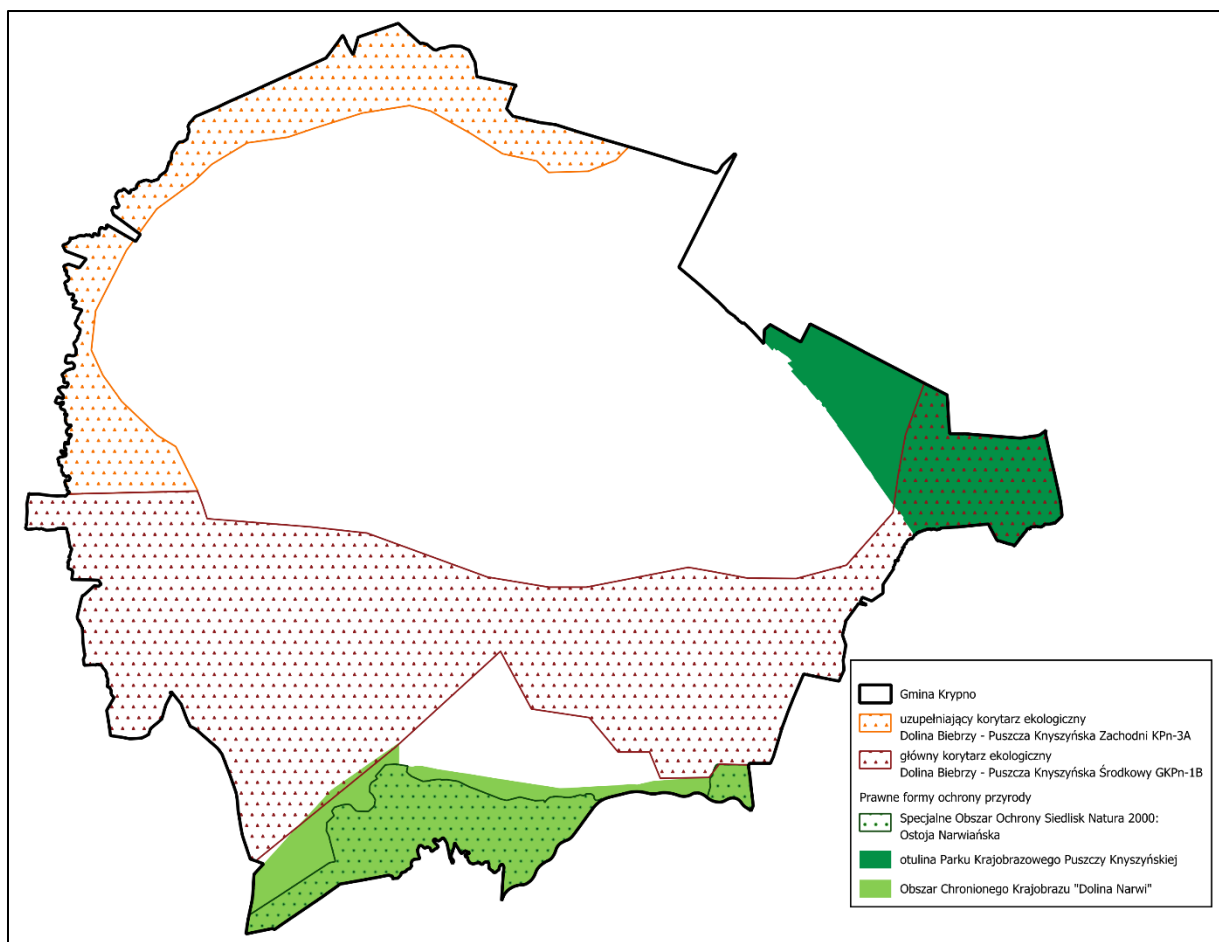 Gmina Krypno
uzupełniający korytarz ekologiczny
Dolina Biebrzy - Puszcza Knyszyńska Zachodni KPn-3A
główny korytarz ekologiczny
Dolina Biebrzy - Puszcza Knyszyńska Środkowy GKPn-1B
Prawne formy ochrony przyrody
Specjalne Obszar Ochrony Siedlisk Natura 2000:
Ostoja Narwiańska
otulina Parku Krajobrazowego Puszczy Knyszyńskiej
Obszar Chronionego Krajobrazu "Dolina Narwi"